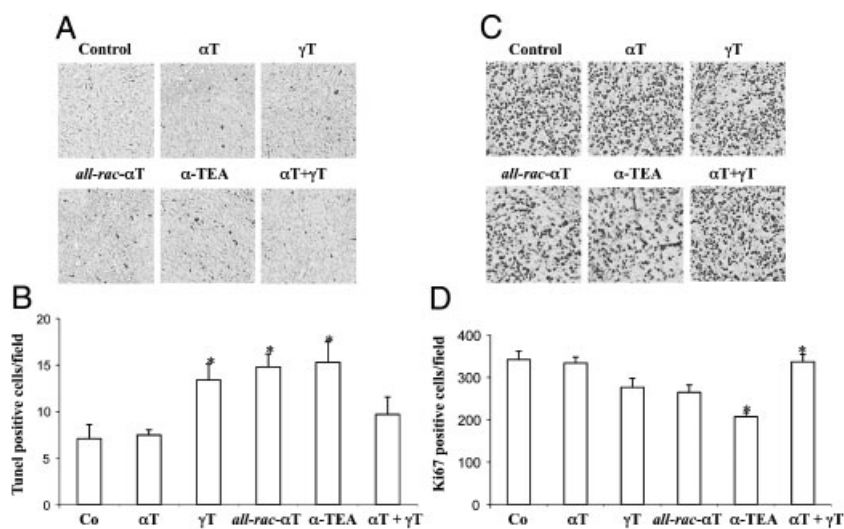 A
Control αT γT
all-rac-αT α-TEA αT+γT
B
Tunel positive cells/field
20
15
10
5
0
* * *
Co αT γT all-rac-αT α-TEA αT + γT
C
Control αT γT
all-rac-αT α-TEA αT+γT
D
Ki67 positive cells/field
400
300
200
100
0
* *
Co αT γT all-rac-αT α-TEA αT + γT